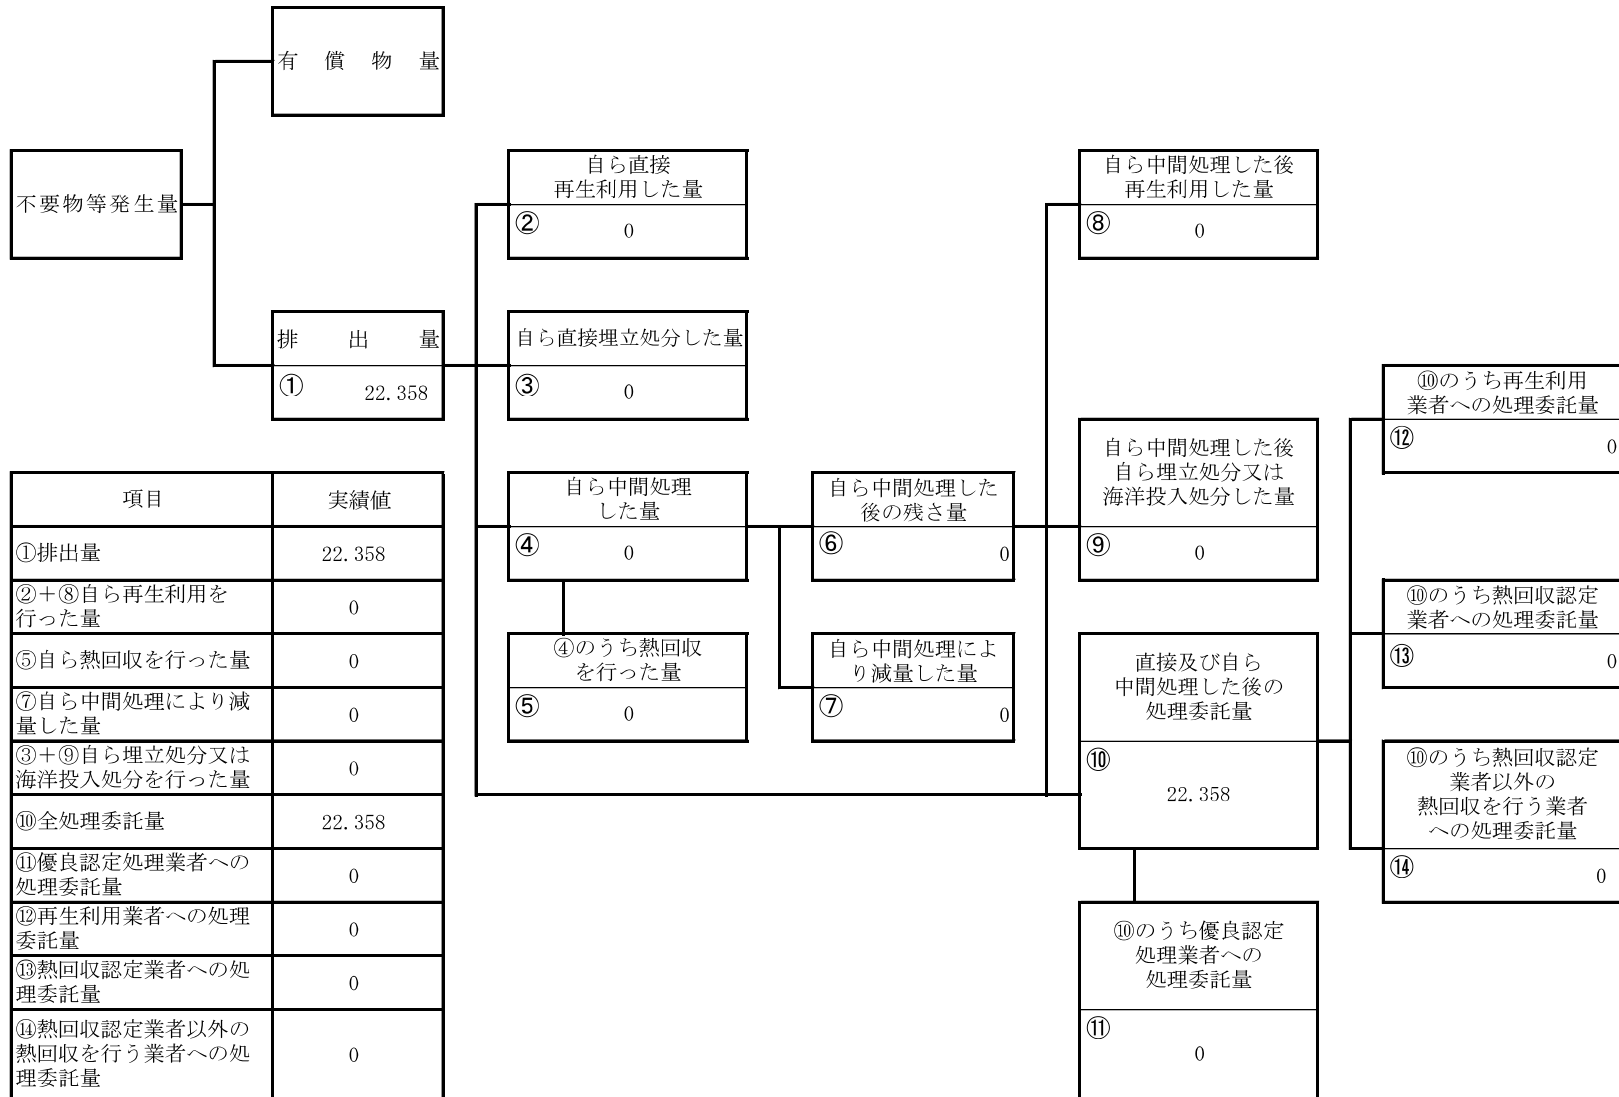 有償物量
不要物等発生量
排出量
① 22.358
自ら直接
再生利用した量
② 0
自ら直接埋立処分した量
③ 0
自ら中間処理
した量
④ 0
④のうち熱回収
を行った量
⑤ 0
自ら中間処理した
後の残さ量
⑥ 0
自ら中間処理によ
り減量した量
⑦ 0
自ら中間処理した後
再生利用した量
⑧ 0
自ら中間処理した後
自ら埋立処分又は
海洋投入処分した量
⑨ 0
直接及び自ら
中間処理した後の
処理委託量
⑩
22.358
⑩のうち優良認定
処理業者への
処理委託量
⑪
0
⑩のうち再生利用
業者への処理委託量
⑫ 0
⑩のうち熱回収認定
業者への処理委託量
⑬ 0
⑩のうち熱回収認定
業者以外の
熱回収を行う業者
への処理委託量
⑭ 0
項目 実績値
①排出量 22.358
②＋⑧自ら再生利用を
行った量 0
⑤自ら熱回収を行った量 0
⑦自ら中間処理により減
量した量 0
③＋⑨自ら埋立処分又は
海洋投入処分を行った量 0
⑩全処理委託量 22.358
⑪優良認定処理業者への
処理委託量 0
⑫再生利用業者への処理
委託量 0
⑬熱回収認定業者への処
理委託量 0
⑭熱回収認定業者以外の
熱回収を行う業者への処
理委託量 0